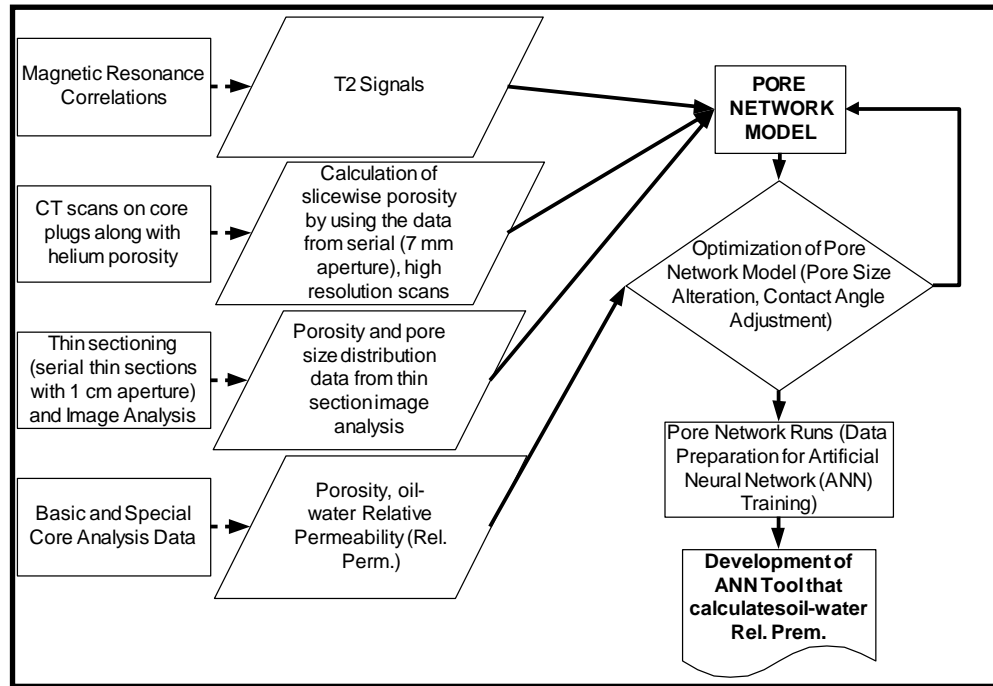 Magnetic Resonance
Correlations
T2 Signals
PORE
NETWORK
MODEL
CT scans on core
plugs along with
helium porosity
Calculation of
slicewise porosity
by using the data
from serial (7 mm
aperture), high
resolution scans
Optimization of Pore
Network Model (Pore Size
Alteration, Contact Angle
Adjustment)
Thin sectioning
(serial thin sections
with 1 cm aperture)
and Image Analysis
Porosity and pore
size distribution
data from thin
section image
analysis
Pore Network Runs (Data
Preparation for Artificial
Neural Network (ANN)
Training)
Basic and Special
Core Analysis Data
Porosity, oil-
water Relative
Permeability (Rel.
Perm.)
Development of
ANN Tool that
calculatesoil-water
Rel. Prem.